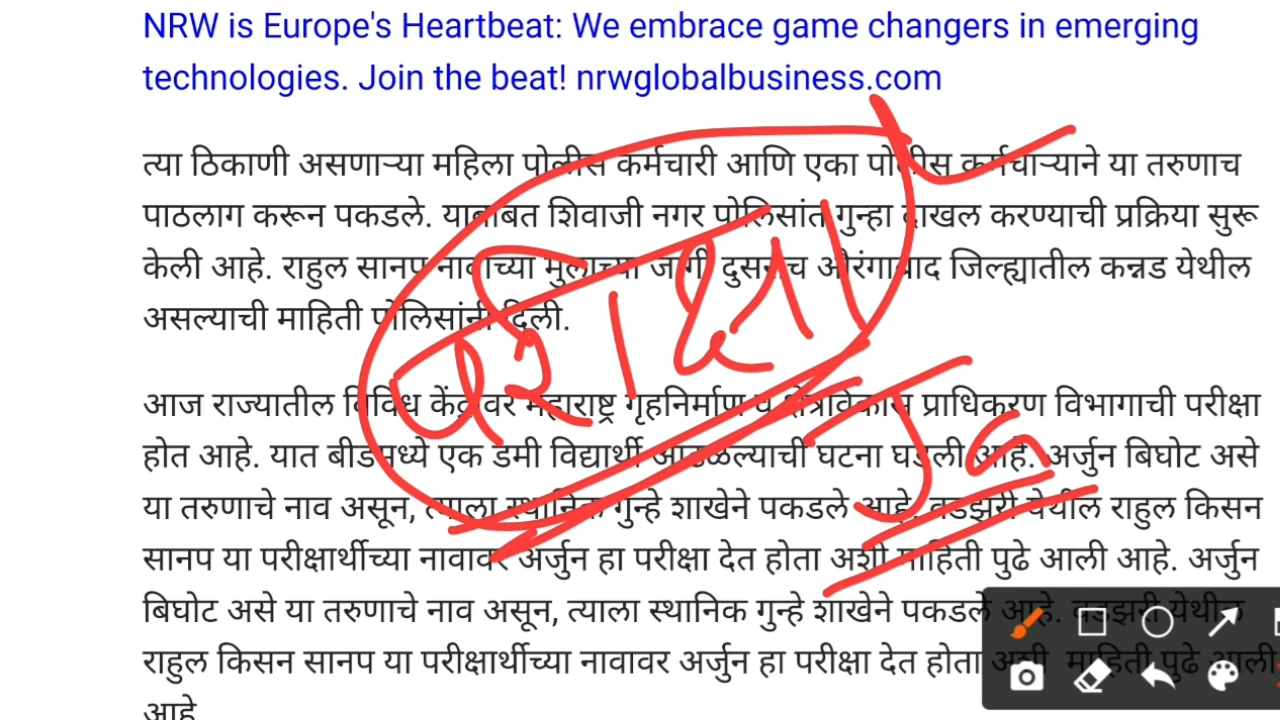 NRW is Europe's Heartbeat: We embrace game changers in emerging
technologies. Join the beat! nrwglobalbusiness.com
त्या ठिकाणी असणाऱ्या महिला पोलीस कर्मचारी आणि एका पोलीस कर्मचाऱ्याने या तरुणाच
पाठलाग करून पकडले. याबाबत शिवाजी नगर पोलिसांत गुन्हा दाखल करण्याची प्रक्रिया सुरू
केली आहे. राहुल सानप नावाच्या मुलाच्या जागी दुसराच औरंगाबाद जिल्ह्यातील कन्नड येथील
असल्याची माहिती पोलिसांनी दिली.
आज राज्यातील विविध केंद्रावर महाराष्ट्र गृहनिर्माण व क्षेत्रविकास प्राधिकरण विभागाची परीक्षा
होत आहे. यात बीडमध्ये एक डमी विद्यार्थी आढळल्याची घटना घडली आहे. अर्जुन बिघोट असे
या तरुणाचे नाव असून, त्याला स्थानिक गुन्हे शाखेने पकडले आहे. वडझरी येथील राहुल किसन
सानप या परीक्षार्थीच्या नावावर अर्जुन हा परीक्षा देत होता अशी माहिती पुढे आली आहे. अर्जुन
बिघोट असे या तरुणाचे नाव असून, त्याला स्थानिक गुन्हे शाखेने पकडले आहे. वडझरी येथील
राहुल किसन सानप या परीक्षार्थीच्या नावावर अर्जुन हा परीक्षा देत होता अशी माहिती पुढे आली
आहे